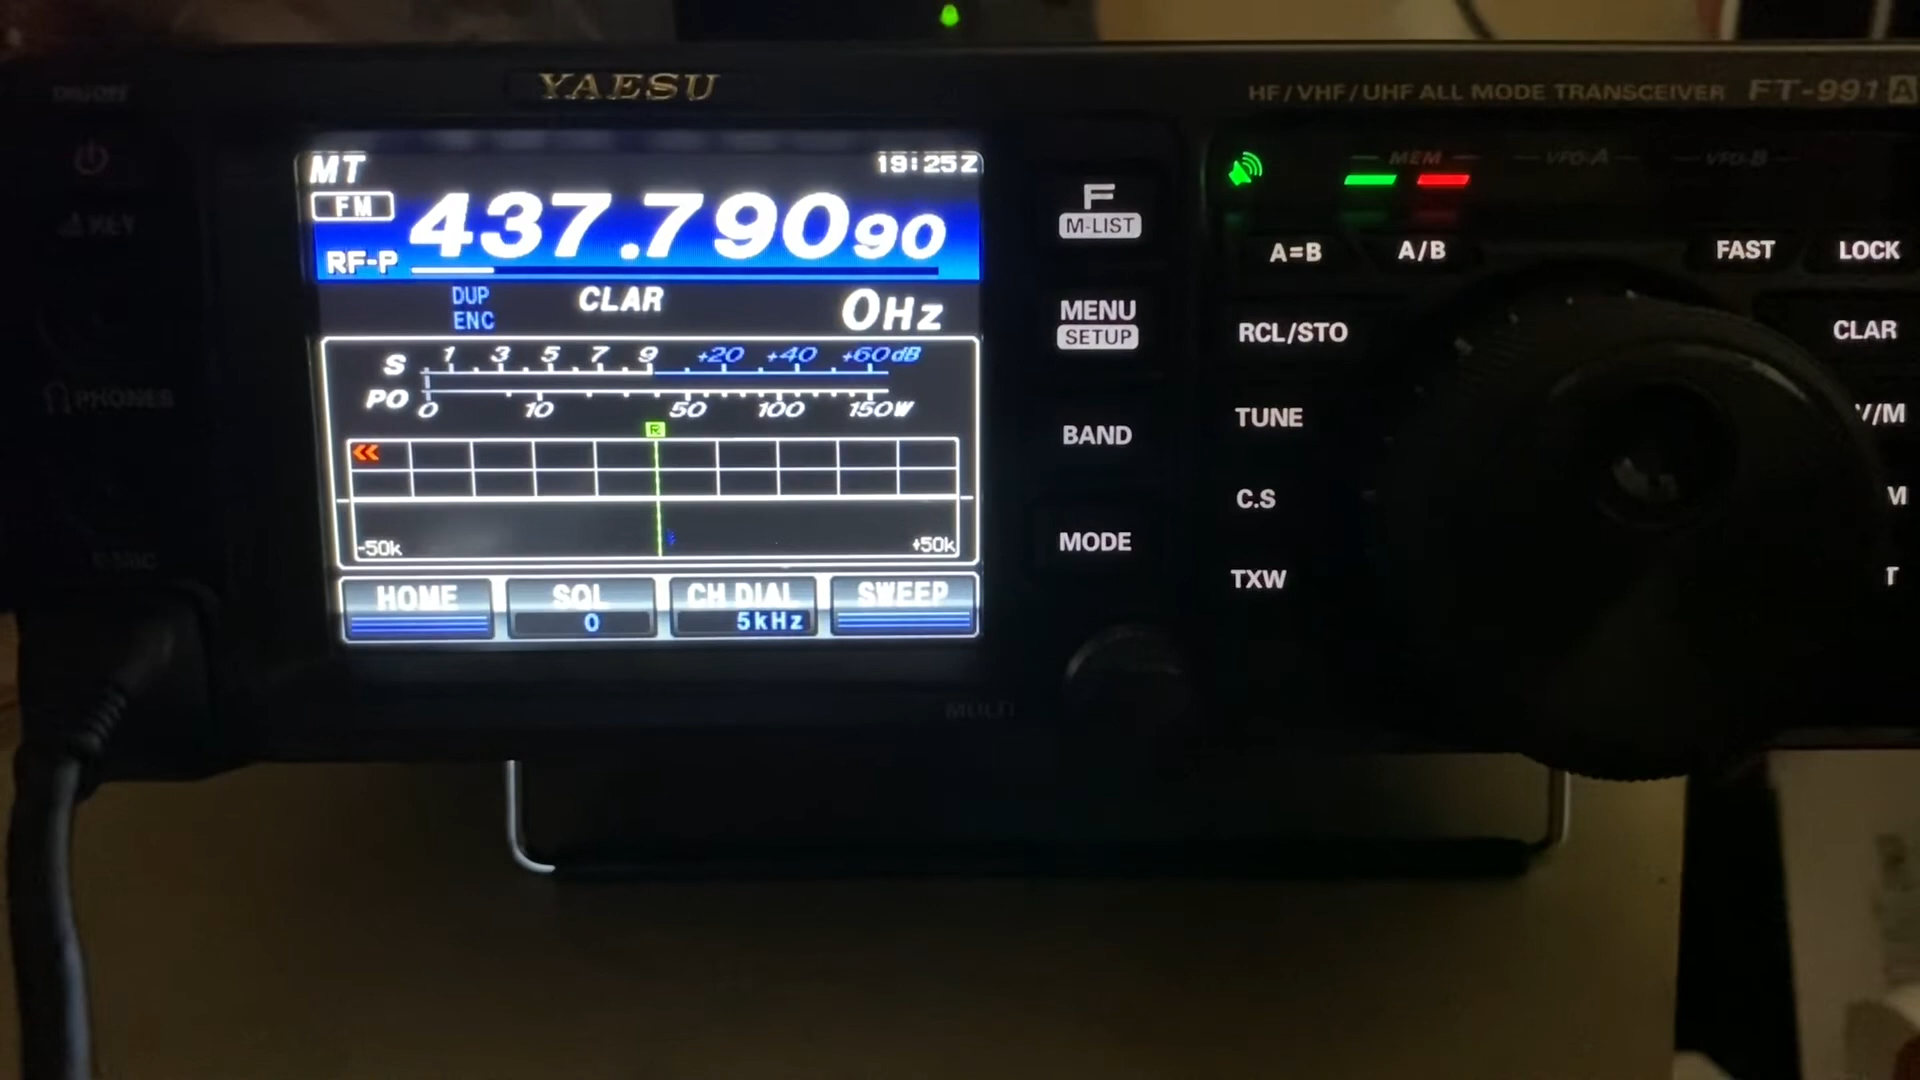 YAESU
HF/VHF/UHF ALL MODE TRANSCEIVER FT-991A
ON/OFF
KEY
PHONES
MT
19:25Z
FM
437.790 90
RF-P
DUP
ENC
CLAR
0Hz
S 1 3 5 7 9 +20 +40 +60dB
PO 0 10 50 100 150W
R
-50k
+50k
HOME
SQL
0
CH DIAL
5kHz
SWEEP
F
M-LIST
MENU
SETUP
BAND
MODE
MULTI
MEM
VFO-A
VFO-B
A=B
A/B
FAST
LOCK
RCL/STO
CLAR
TUNE
V/M
C.S
M
TXW
T